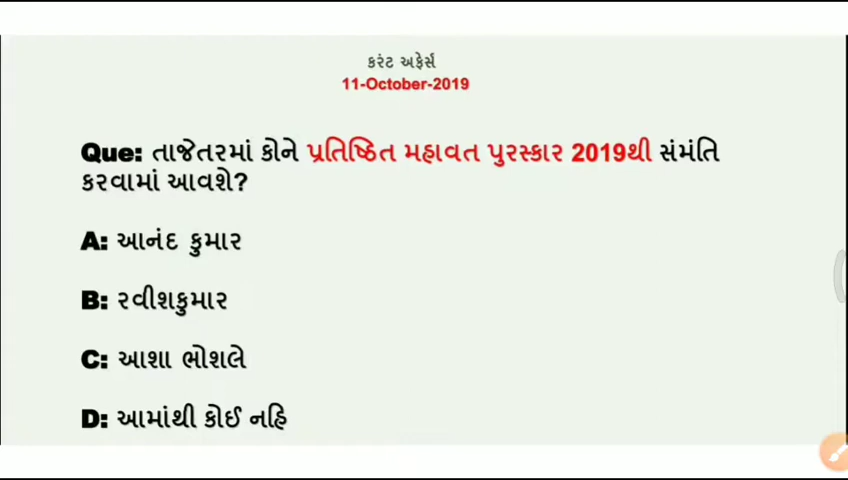 કરંટ અફેર્સ
11-October-2019
Que: તાજેતરમાં કોને પ્રતિષ્ઠિત મહાવત પુરસ્કાર 2019થી સંમંતિ
કરવામાં આવશે?
A: આનંદ કુમાર
B: રવીશકુમાર
C: આશા ભોશલે
D: આમાંથી કોઈ નહિ